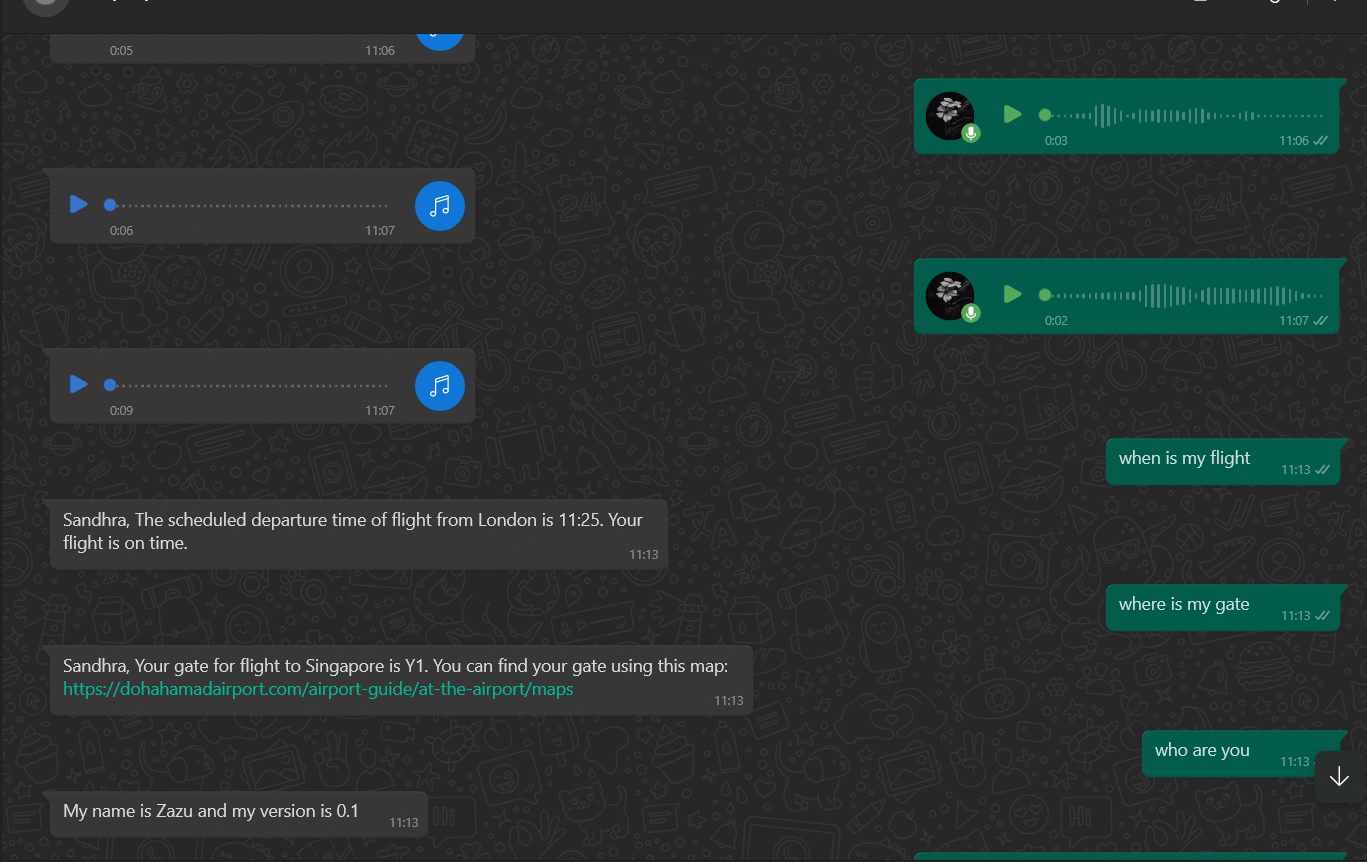 0:05 11:06
0:03 11:06
0:06 11:07
0:02 11:07
0:09 11:07
when is my flight 11:13
Sandhra, The scheduled departure time of flight from London is 11:25. Your
flight is on time.
11:13
where is my gate 11:13
Sandhra, Your gate for flight to Singapore is Y1. You can find your gate using this map:
https://dohahamadairport.com/airport-guide/at-the-airport/maps
11:13
who are you 11:13
My name is Zazu and my version is 0.1 11:13